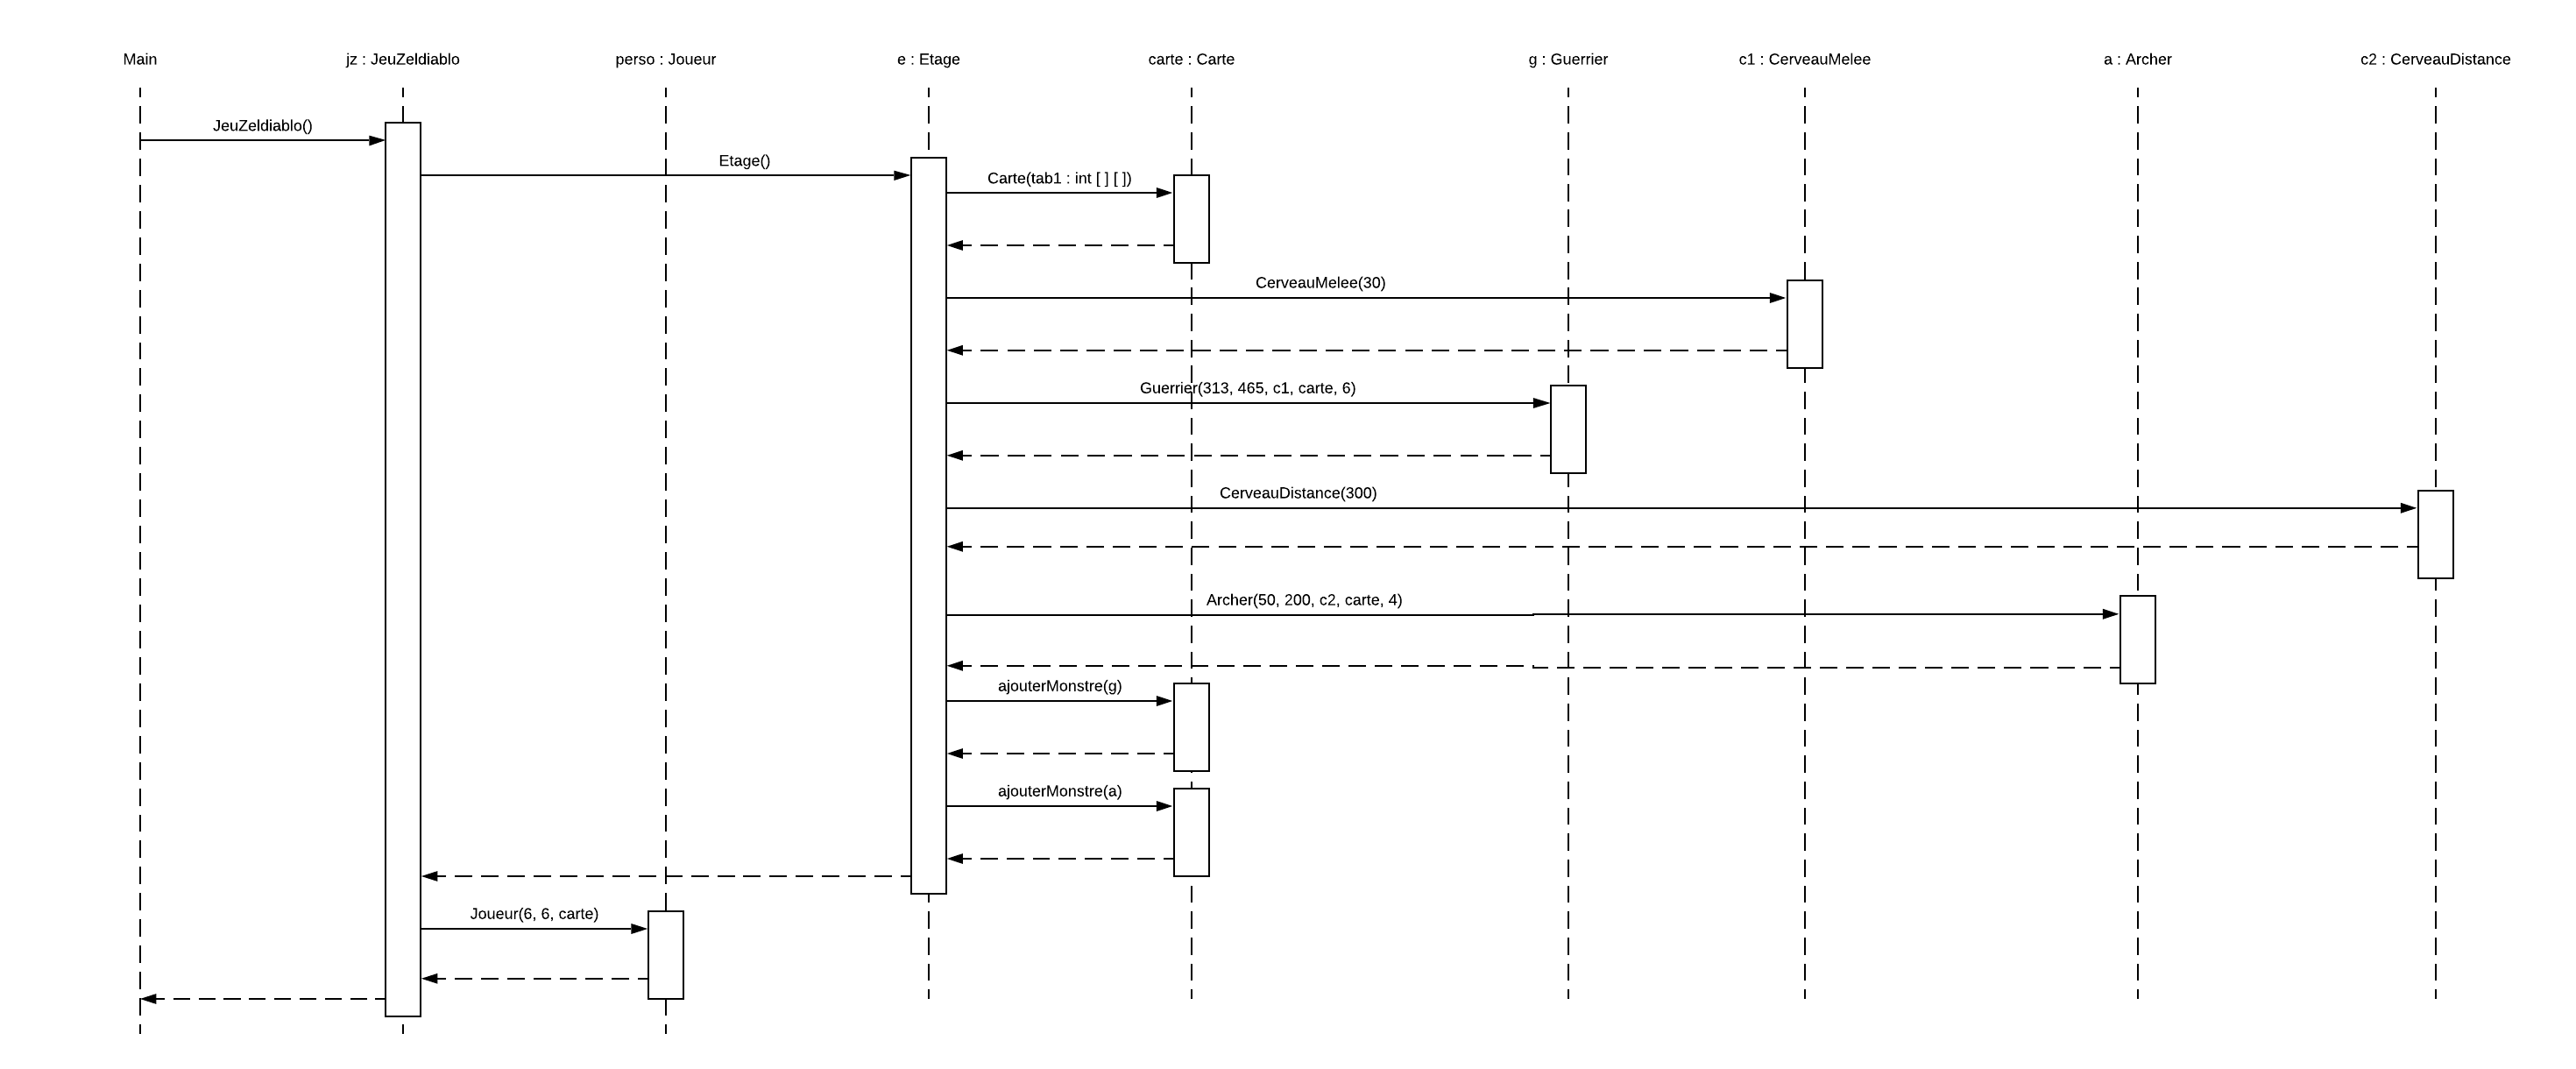 Main
jz : JeuZeldiablo
perso : Joueur
e : Etage
carte : Carte
g : Guerrier
c1 : CerveauMelee
a : Archer
c2 : CerveauDistance
JeuZeldiablo()
Etage()
Carte(tab1 : int [ ] [ ])
CerveauMelee(30)
Guerrier(313, 465, c1, carte, 6)
CerveauDistance(300)
Archer(50, 200, c2, carte, 4)
ajouterMonstre(g)
ajouterMonstre(a)
Joueur(6, 6, carte)